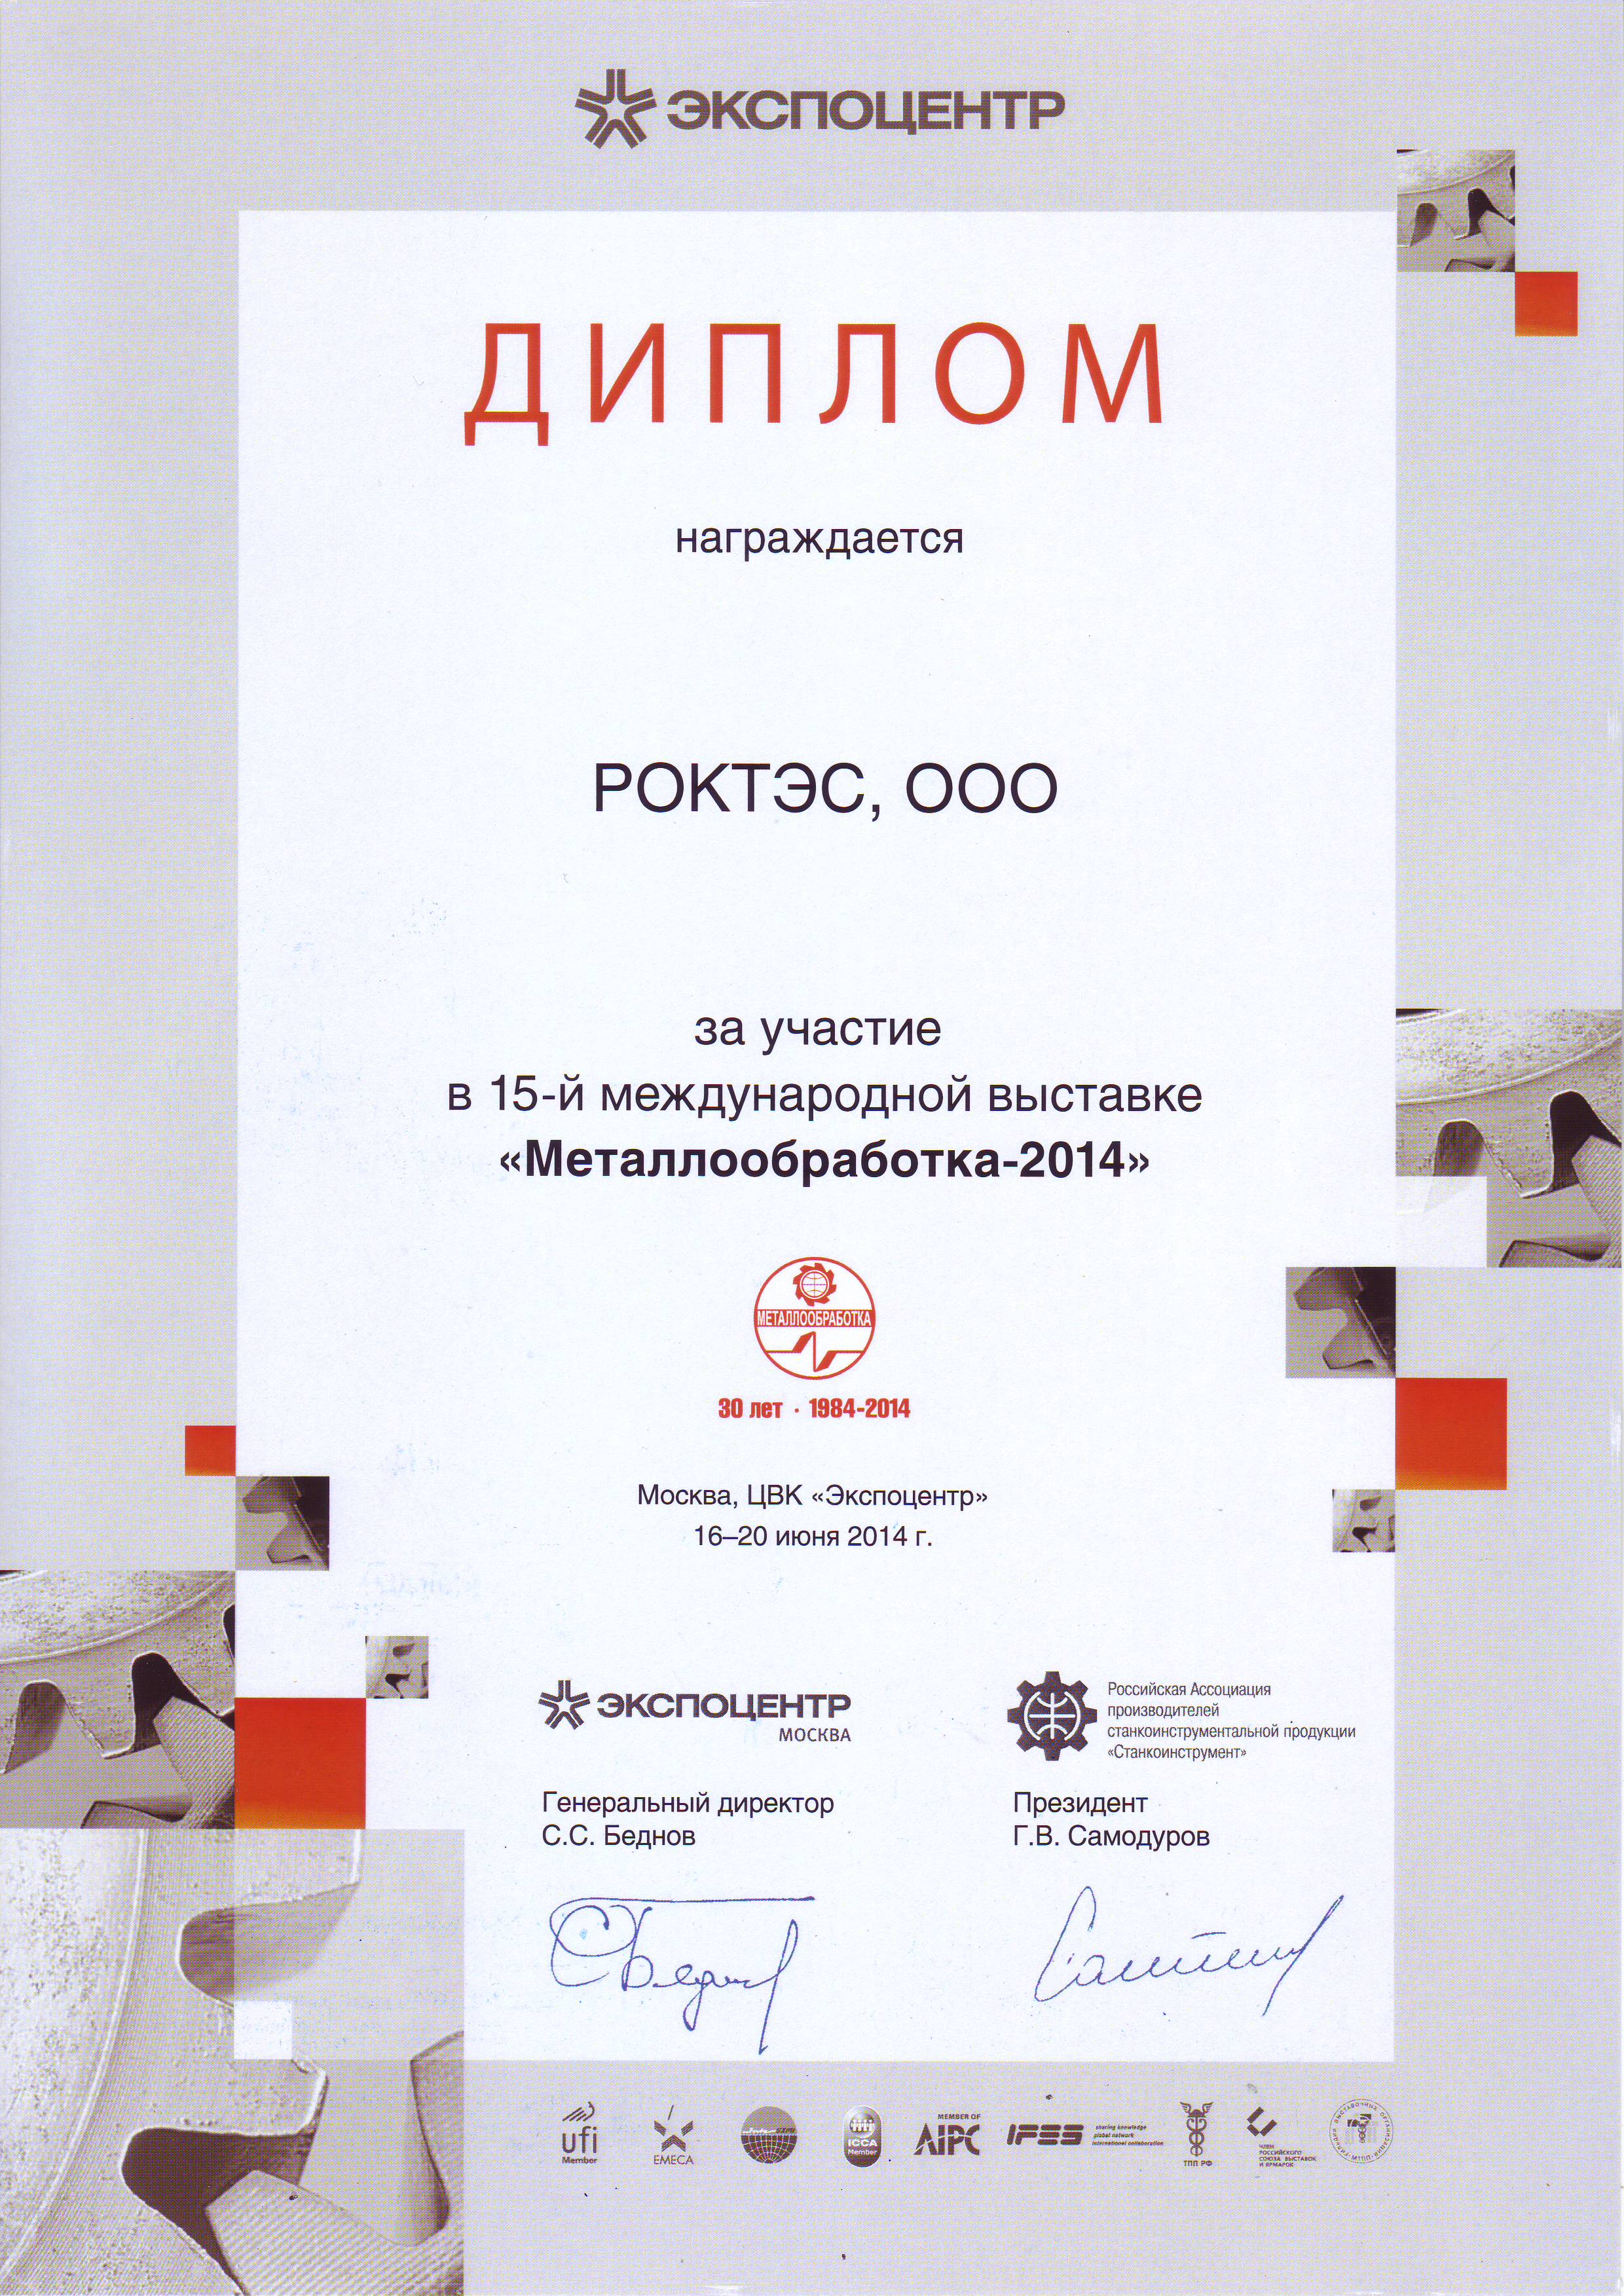 ЭКСПОЦЕНТР
ДИПЛОМ
награждается
РОКТЭС, ООО
за участие
в 15-й международной выставке
«Металлообработка-2014»
МЕТАЛЛООБРАБОТКА
30 лет · 1984-2014
Москва, ЦВК «Экспоцентр»
16–20 июня 2014 г.
ЭКСПОЦЕНТР
МОСКВА
Генеральный директор
С.С. Беднов
Российская Ассоциация
производителей
станкоинструментальной продукции
«Станкоинструмент»
Президент
Г.В. Самодуров
ufi
Member
EMECA
ICCA
Member
MEMBER OF
AIPC
IFES
sharing knowledge
global network
international collaboration
ТПП РФ
ЧЛЕН
РОССИЙСКОГО
СОЮЗА ВЫСТАВОК
И ЯРМАРОК